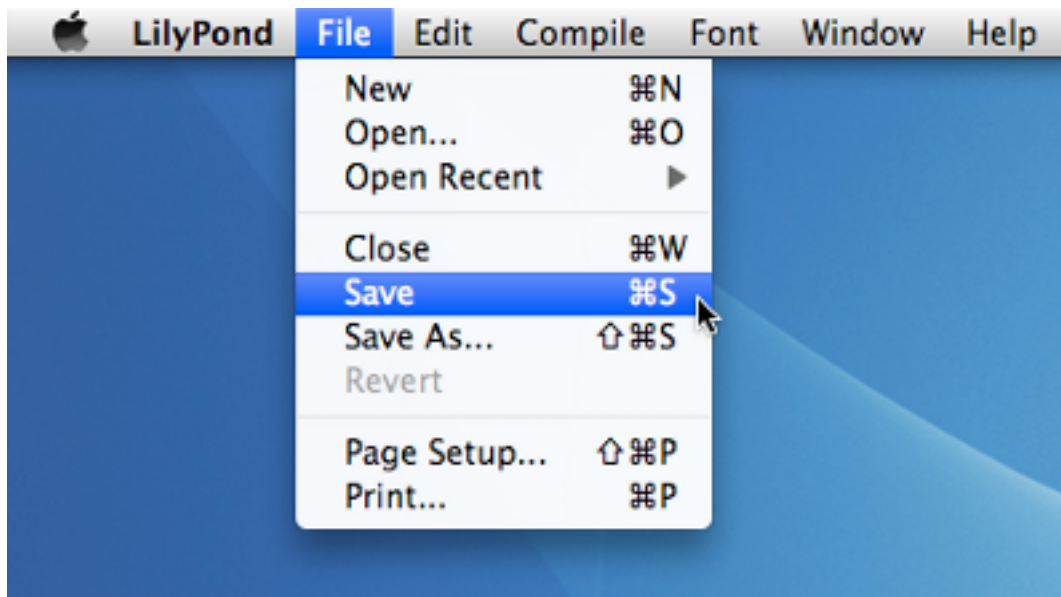 LilyPond File Edit Compile Font Window Help
New ⌘N
Open... ⌘O
Open Recent
Close ⌘W
Save ⌘S
Save As... ⇧⌘S
Revert
Page Setup... ⇧⌘P
Print... ⌘P